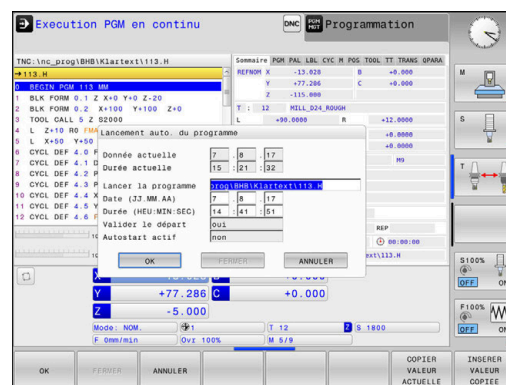 Execution PGM en continu
DNC
Programmation
TNC:\nc_prog\BHB\Klartext\113.H
→113.H
0 BEGIN PGM 113 MM
1 BLK FORM 0.1 Z X+0 Y+0 Z-20
2 BLK FORM 0.2 X+100 Y+100 Z+0
3 TOOL CALL 5 Z S2000
4 L Z+10 R0
5 L X+50 Y+50
6 CYCL DEF 4.0
7 CYCL DEF 4.1
8 CYCL DEF 4.2
9 CYCL DEF 4.3
10 CYCL DEF 4.4
11 CYCL DEF 4.5
12 CYCL DEF 4.6
Sommaire PGM PAL LBL CYC M POS TOOL TT TRANS QPARA
REFNOM X -13.020 B +0.000
Y +77.286 C +0.000
Z -115.000
T : 12 MILL_D24_ROUGH
L +90.0000 R +12.0000
+0.0000
+0.0000
M9
REP
00:00:00
ext\113.H
Lancement auto. du programme
Donnée actuelle 7 . 8 . 17
Durée actuelle 15 : 21 : 32
Lancer la programme prog\BHB\Klartext\113.H
Date (JJ.MM.AA) 7 . 8 . 17
Durée (HEU:MIN:SEC) 14 : 41 : 51
Valider le départ oui
Autostart actif non
OK FERMER ANNULER
X
Y +77.286 C +0.000
Z -5.000
Mode: NOM. 1 T 12 Z S 1800
F 0mm/min Ovr 100% M 5/9
M
S
T
S100%
OFF ON
F100%
OFF ON
OK
FERMER
ANNULER
COPIER VALEUR ACTUELLE
INSERER VALEUR COPIEE